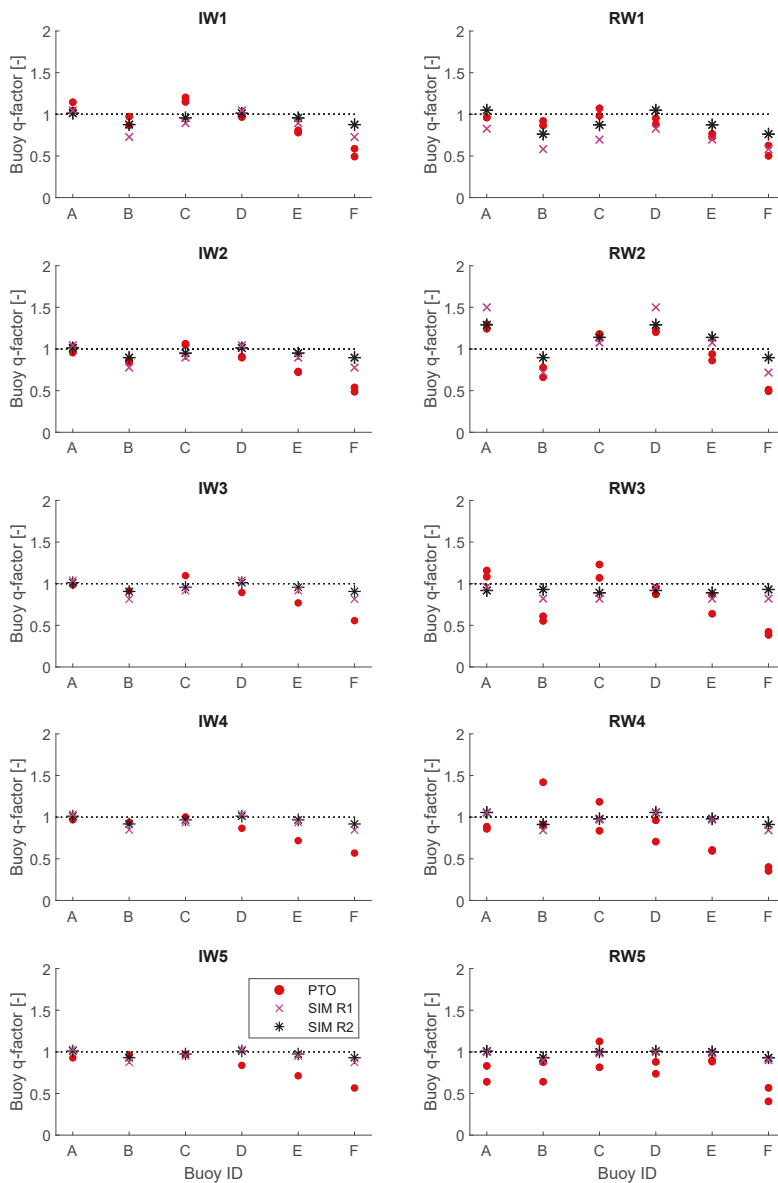 IW1
Buoy q-factor [-]
2
1.5
1
0.5
0
A B C D E F
RW1
Buoy q-factor [-]
2
1.5
1
0.5
0
A B C D E F
IW2
Buoy q-factor [-]
2
1.5
1
0.5
0
A B C D E F
RW2
Buoy q-factor [-]
2
1.5
1
0.5
0
A B C D E F
IW3
Buoy q-factor [-]
2
1.5
1
0.5
0
A B C D E F
RW3
Buoy q-factor [-]
2
1.5
1
0.5
0
A B C D E F
IW4
Buoy q-factor [-]
2
1.5
1
0.5
0
A B C D E F
RW4
Buoy q-factor [-]
2
1.5
1
0.5
0
A B C D E F
IW5
Buoy q-factor [-]
2
1.5
1
0.5
0
PTO
SIM R1
SIM R2
A B C D E F
Buoy ID
RW5
Buoy q-factor [-]
2
1.5
1
0.5
0
A B C D E F
Buoy ID